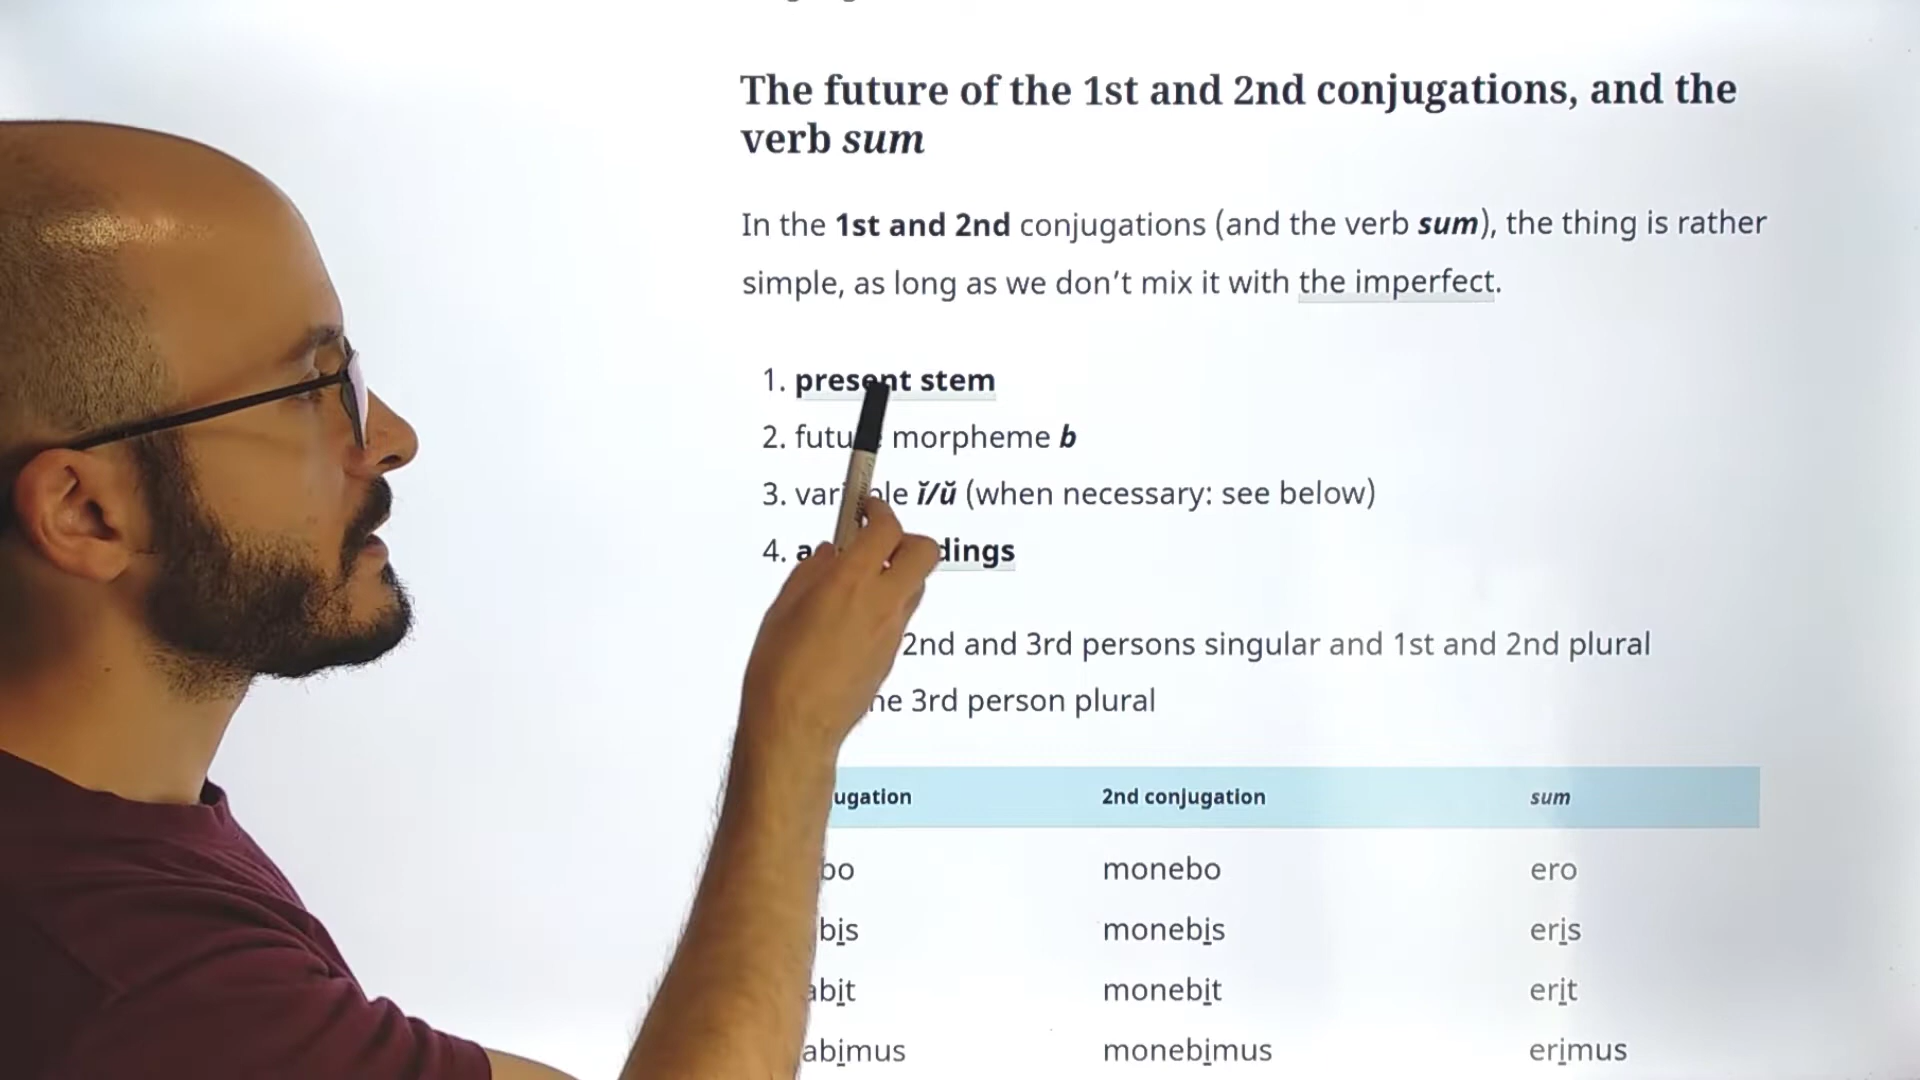 The future of the 1st and 2nd conjugations, and the
verb sum
In the 1st and 2nd conjugations (and the verb sum), the thing is rather
simple, as long as we don’t mix it with the imperfect.
1. present stem
2. morpheme b
3. ĭ/ŭ (when necessary: see below)
4.
2nd and 3rd persons singular and 1st and 2nd plural
3rd person plural
2nd conjugation sum
monebo ero
monebis eris
monebit erit
monebimus erimus